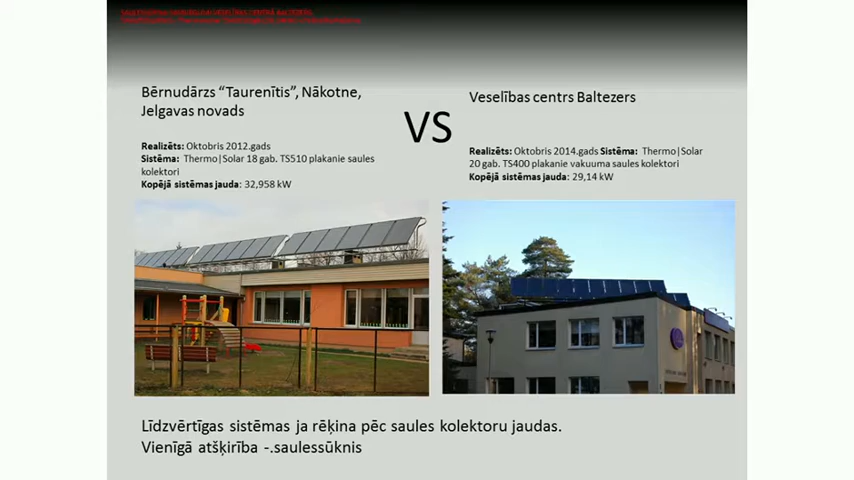 Bērnudārzs “Taurenītis”, Nākotne,
Jelgavas novads
Realizēts: Oktobris 2012.gads
Sistēma: Thermo|Solar 18 gab. TS510 plakanie saules
kolektori
Kopējā sistēmas jauda: 32,958 kW
VS
Veselības centrs Baltezers
Realizēts: Oktobris 2014.gads Sistēma: Thermo|Solar
20 gab. TS400 plakanie vakuuma saules kolektori
Kopējā sistēmas jauda: 29,14 kW
Līdzvērtīgas sistēmas ja rēķina pēc saules kolektoru jaudas.
Vienīgā atšķirība -.saulessūknis